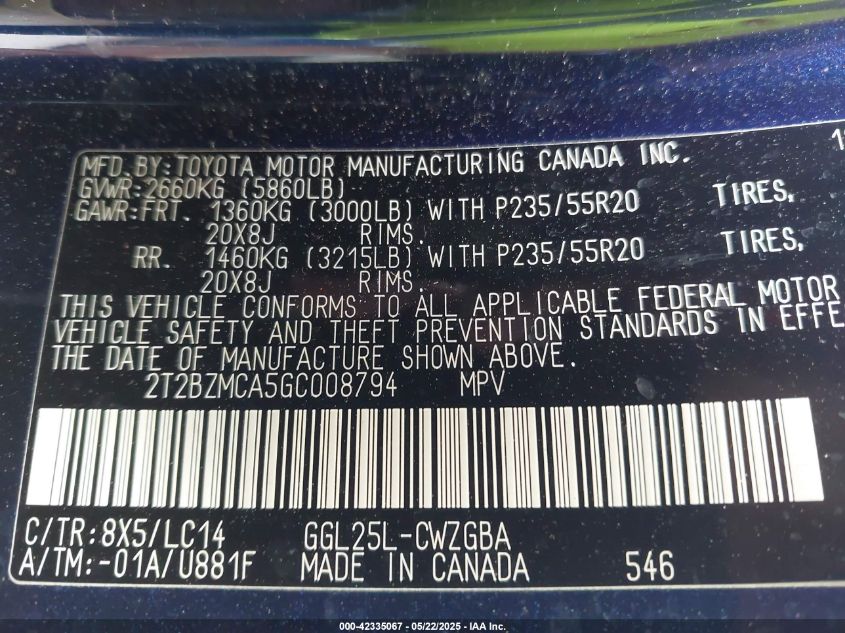 MFD.BY:TOYOTA MOTOR MANUFACTURING CANADA INC.
GVWR:2660KG (5860LB)
GAWR:FRT. 1360KG (3000LB) WITH P235/55R20 TIRES,
20X8J RIMS.
RR. 1460KG (3215LB) WITH P235/55R20 TIRES,
20X8J RIMS.
THIS VEHICLE CONFORMS TO ALL APPLICABLE FEDERAL MOTOR
VEHICLE SAFETY AND THEFT PREVENTION STANDARDS IN EFFE
THE DATE OF MANUFACTURE SHOWN ABOVE.
2T2BZMCA5GC008794 MPV
C/TR:8X5/LC14 GGL25L-CWZGBA
A/TM:-01A/U881F MADE IN CANADA 546
000-42335067 - 05/22/2025 - IAA Inc.